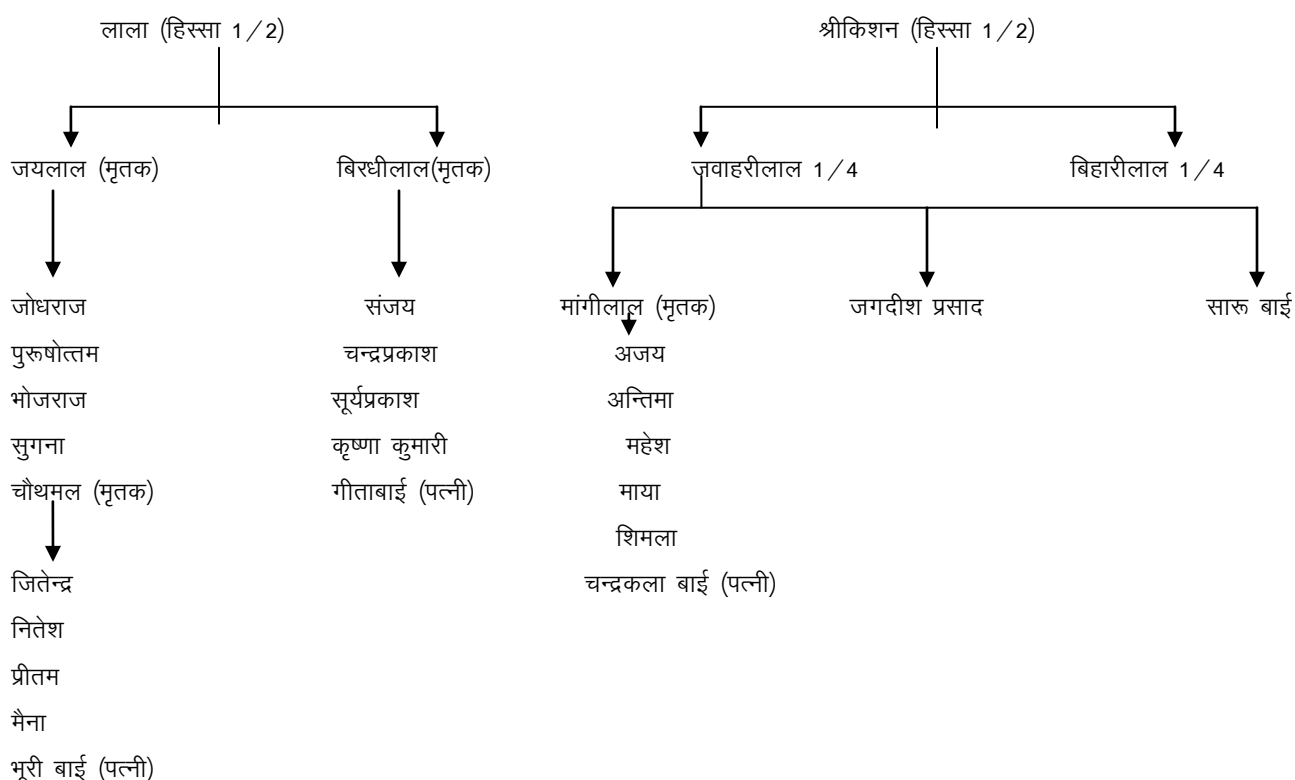 लाला (हिस्सा 1/2) श्रीकिशन (हिस्सा 1/2)
जयलाल (मृतक) बिरधीलाल(मृतक) जवाहरीलाल 1/4 बिहारीलाल 1/4
जोधराज संजय मांगीलाल (मृतक) जगदीश प्रसाद सारू बाई
पुरूषोत्तम चन्द्रप्रकाश अजय
भोजराज सूर्यप्रकाश अन्तिमा
सुगना कृष्णा कुमारी महेश
चौथमल (मृतक) गीताबाई (पत्नी) माया
शिमला
जितेन्द्र चन्द्रकला बाई (पत्नी)
नितेश
प्रीतम
मैना
भूरी बाई (पत्नी)